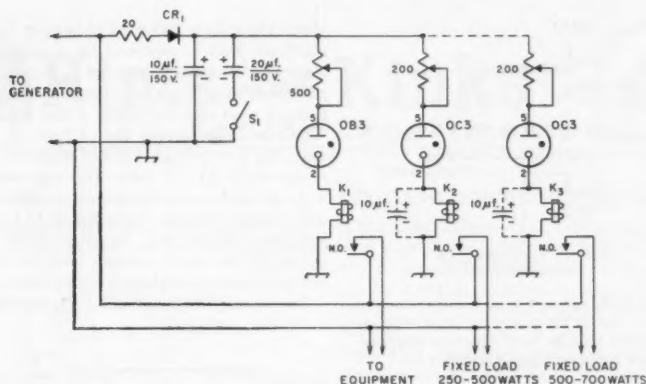 20
CR1
TO
GENERATOR
10µf.
150 V.
+
−
20µf.
150 V.
+
−
S1
500
200
200
5
OB3
2
5
OC3
2
5
OC3
2
K1
10µf.
+
K2
10µf.
+
K3
N.O.
N.O.
N.O.
TO
EQUIPMENT
FIXED LOAD
250-500 WATTS
FIXED LOAD
500-700 WATTS